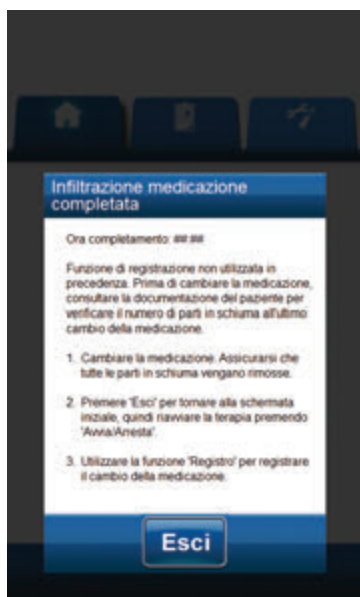 Infiltrazione medicazione
completata
Ora completamento: ##:##
Funzione di registrazione non utilizzata in
precedenza. Prima di cambiare la medicazione,
consultare la documentazione del paziente per
verificare il numero di parti in schiuma all'ultimo
cambio della medicazione.
1. Cambiare la medicazione. Assicurarsi che
tutte le parti in schiuma vengano rimosse.
2. Premere 'Esci' per tornare alla schermata
iniziale, quindi riavviare la terapia premendo
'Avvia/Arresta'.
3. Utilizzare la funzione 'Registro' per registrare
il cambio della medicazione.
Esci